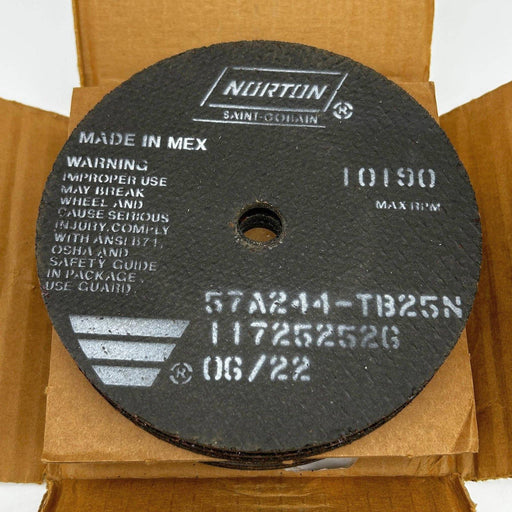 NORTON
SAINT-GOBAIN
®
MADE IN MEX
WARNING
IMPROPER USE
MAY BREAK
WHEEL AND
CAUSE SERIOUS
INJURY.COMPLY
WITH ANSI B7.1,
OSHA AND
SAFETY GUIDE
IN PACKAGE.
USE GUARD.
10190
MAX RPM
57A244-TB25N
117252526
06/22
®